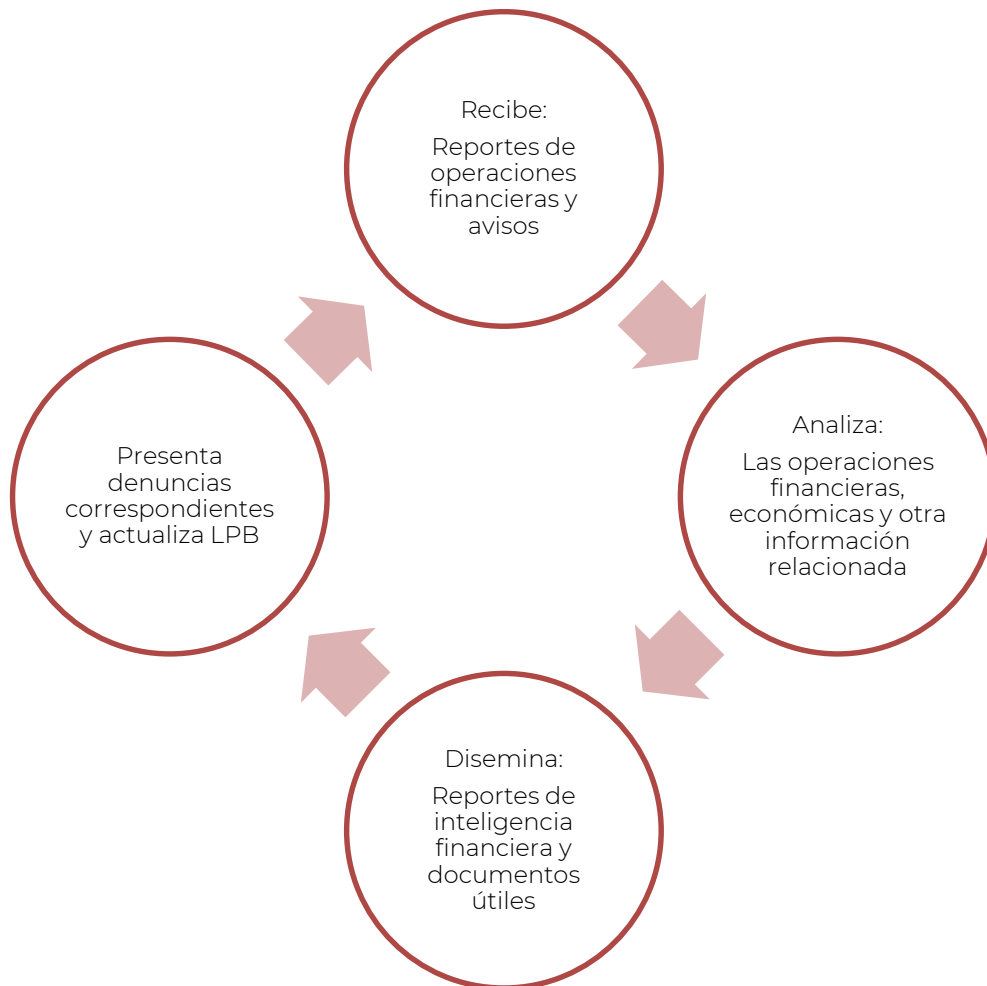 Recibe:
Reportes de
operaciones
financieras y
avisos
Analiza:
Las operaciones
financieras,
económicas y otra
información
relacionada
Disemina:
Reportes de
inteligencia
financiera y
documentos
útiles
Presenta
denuncias
correspondientes
y actualiza LPB